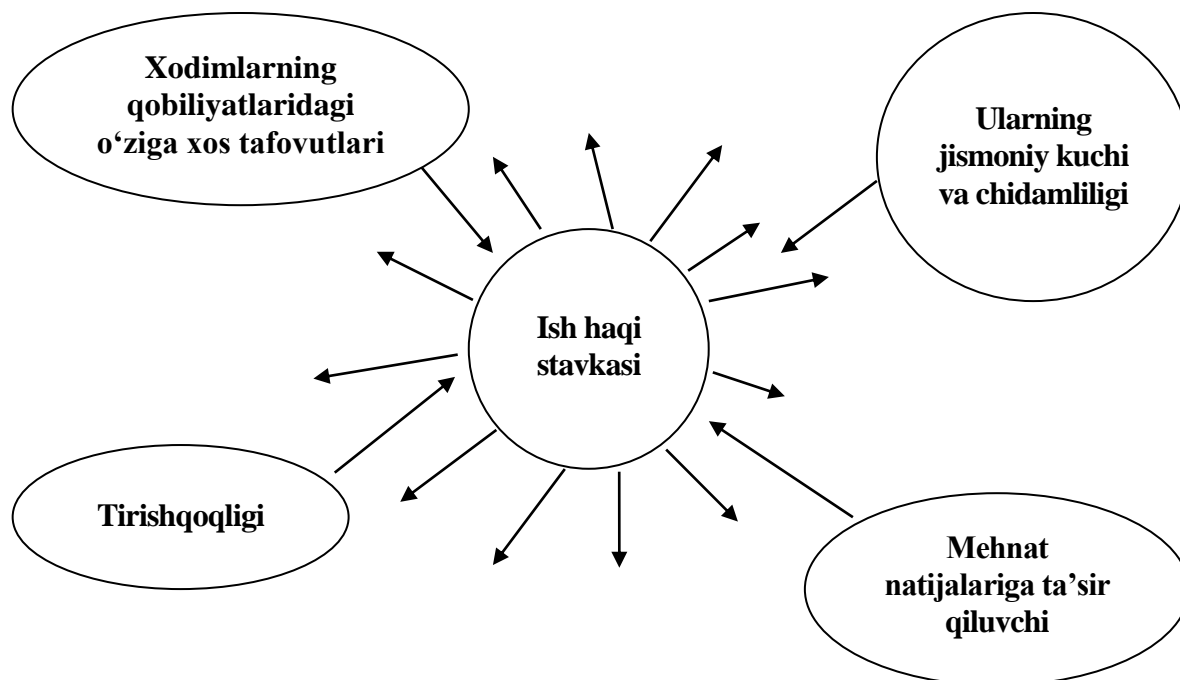 Xodimlarning
qobiliyatlaridagi
o‘ziga xos tafovutlari
Ularning
jismoniy kuchi
va chidamliligi
Ish haqi
stavkasi
Tirishqoqligi
Mehnat
natijalariga ta’sir
qiluvchi